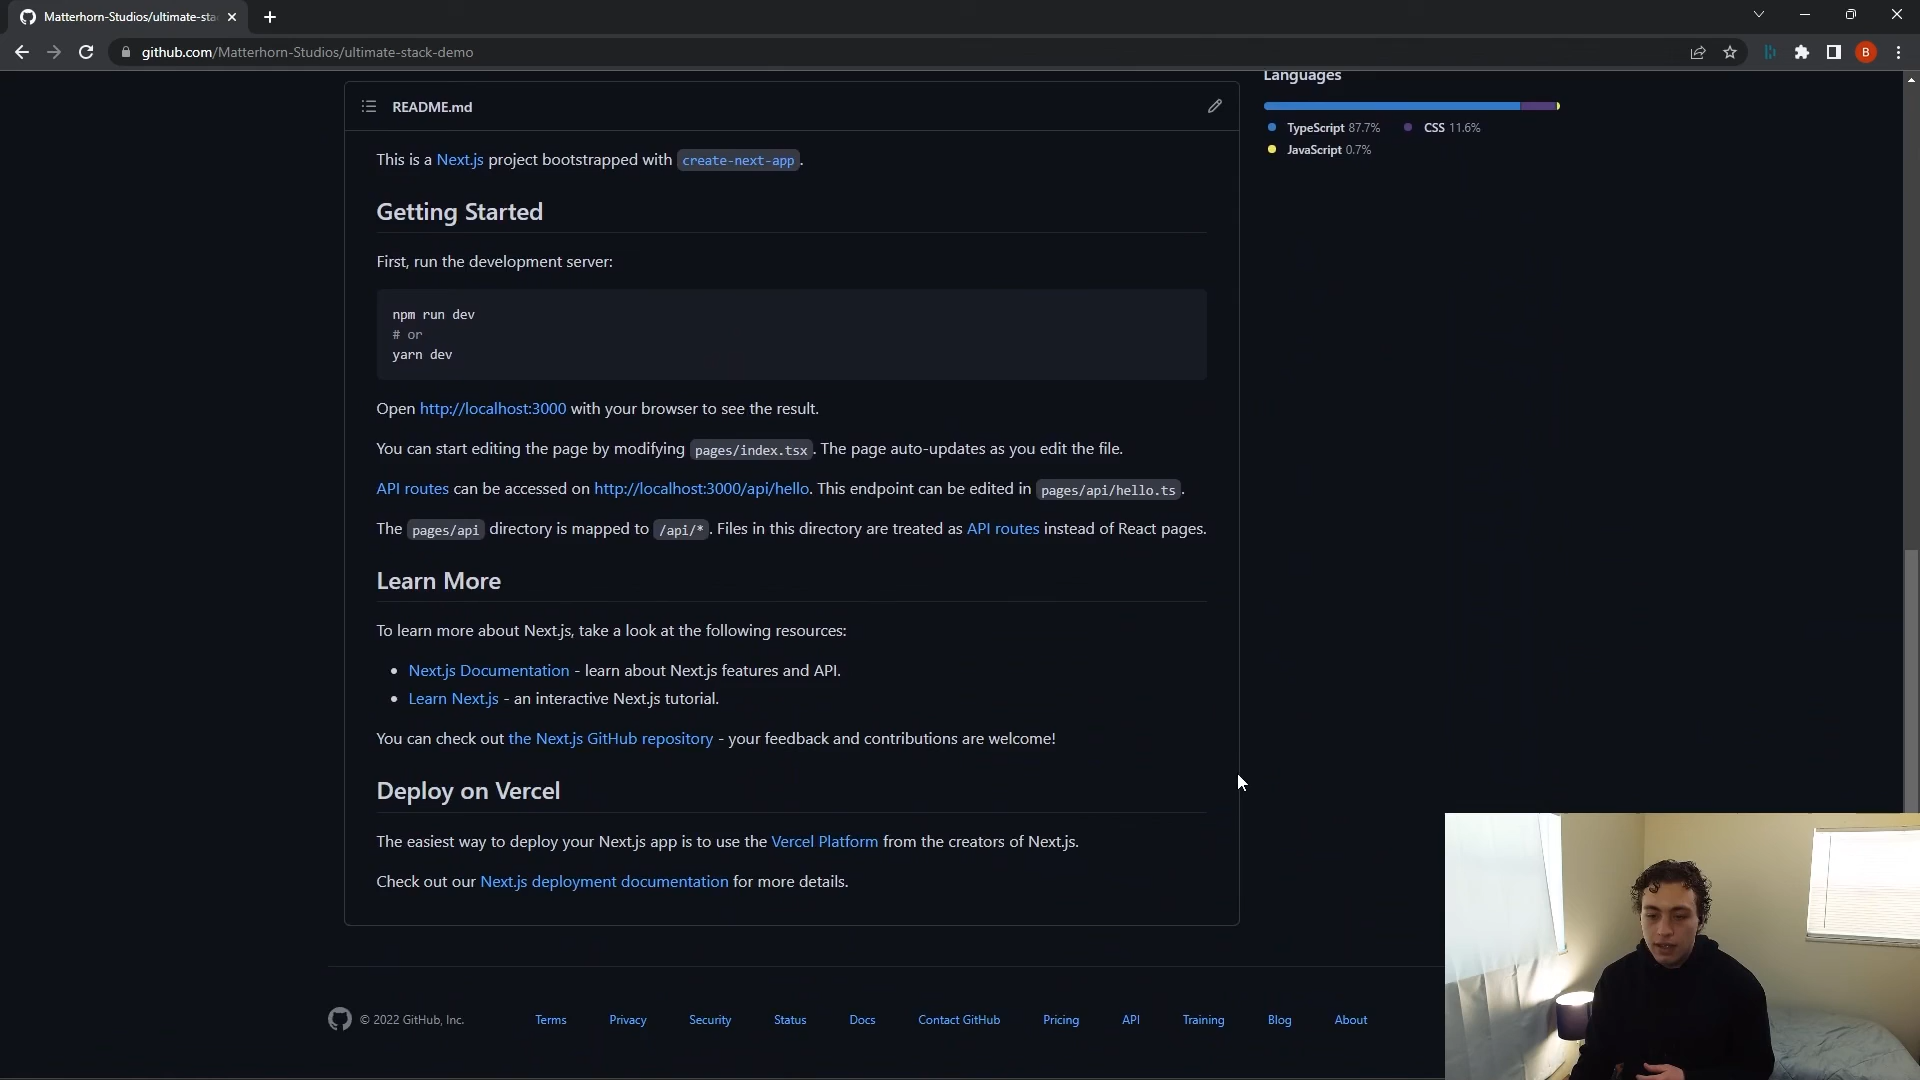 Matterhorn-Studios/ultimate-sta
github.com/Matterhorn-Studios/ultimate-stack-demo
B
Languages
TypeScript 87.7%
CSS 11.6%
JavaScript 0.7%
README.md
This is a Next.js project bootstrapped with create-next-app.
Getting Started
First, run the development server:
npm run dev
# or
yarn dev
Open http://localhost:3000 with your browser to see the result.
You can start editing the page by modifying pages/index.tsx. The page auto-updates as you edit the file.
API routes can be accessed on http://localhost:3000/api/hello. This endpoint can be edited in pages/api/hello.ts.
The pages/api directory is mapped to /api/*. Files in this directory are treated as API routes instead of React pages.
Learn More
To learn more about Next.js, take a look at the following resources:
• Next.js Documentation - learn about Next.js features and API.
• Learn Next.js - an interactive Next.js tutorial.
You can check out the Next.js GitHub repository - your feedback and contributions are welcome!
Deploy on Vercel
The easiest way to deploy your Next.js app is to use the Vercel Platform from the creators of Next.js.
Check out our Next.js deployment documentation for more details.
© 2022 GitHub, Inc.
Terms
Privacy
Security
Status
Docs
Contact GitHub
Pricing
API
Training
Blog
About